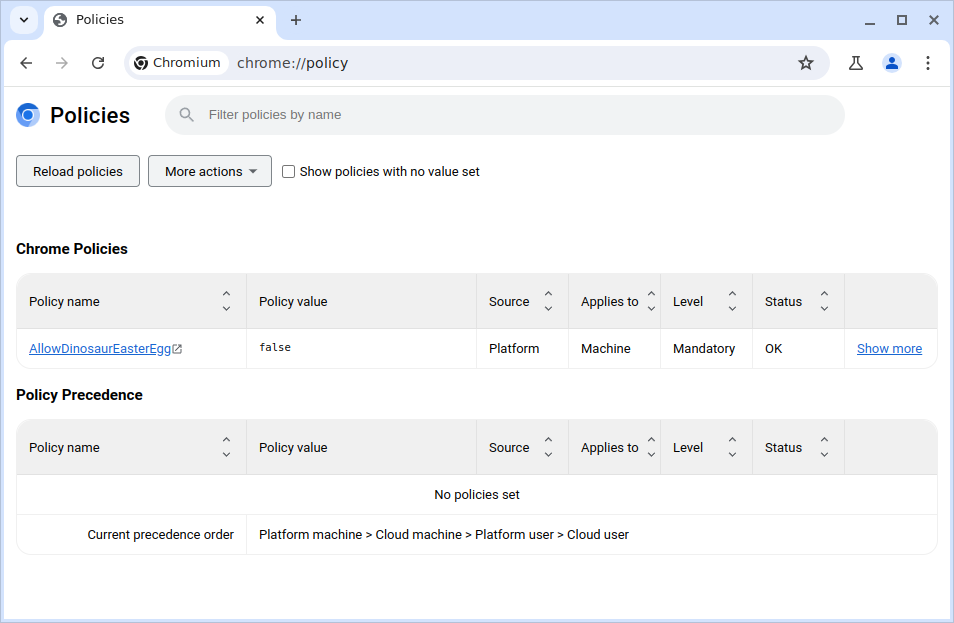 Policies
Chromium chrome://policy
Policies
Filter policies by name
Reload policies More actions Show policies with no value set
Chrome Policies
Policy name Policy value Source Applies to Level Status
AllowDinosaurEasterEgg false Platform Machine Mandatory OK Show more
Policy Precedence
Policy name Policy value Source Applies to Level Status
No policies set
Current precedence order Platform machine > Cloud machine > Platform user > Cloud user